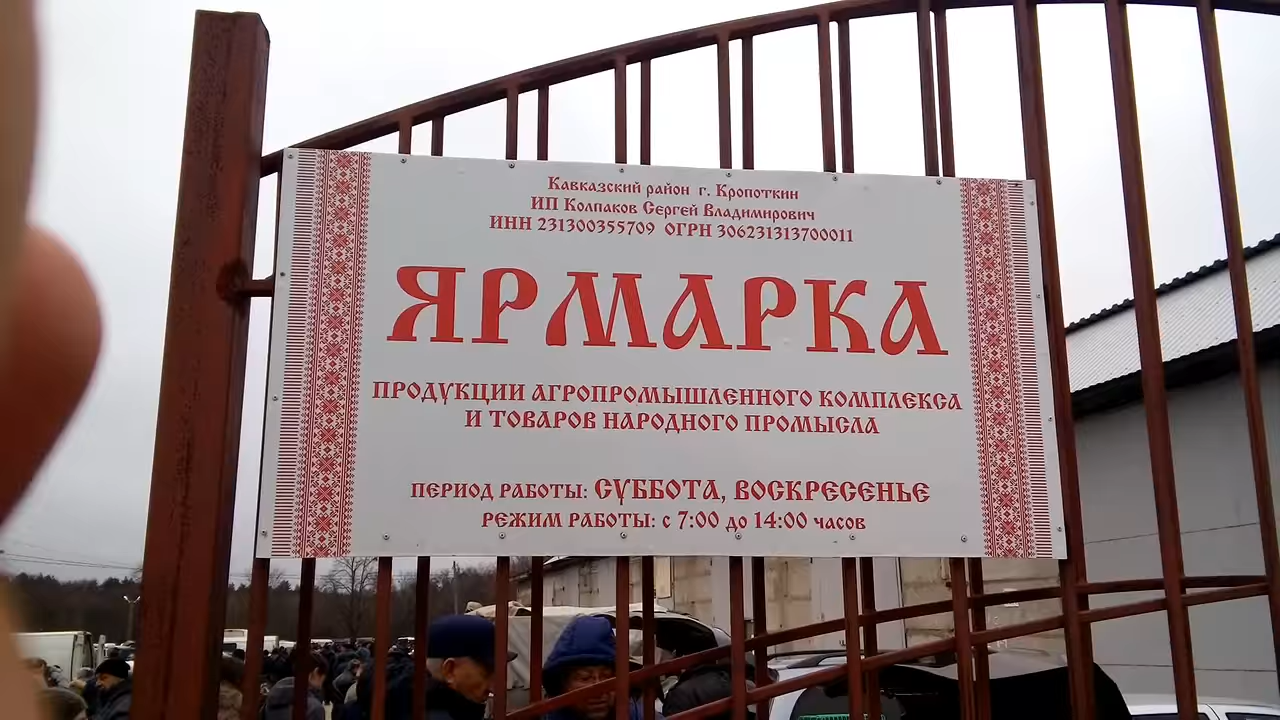 Кавказский район г. Кропоткин
ИП Колпаков Сергей Владимирович
ИНН 231300355709 ОГРН 306231313700011
ЯРМАРКА
ПРОДУКЦИИ АГРОПРОМЫШЛЕННОГО КОМПЛЕКСА
И ТОВАРОВ НАРОДНОГО ПРОМЫСЛА
ПЕРИОД РАБОТЫ: СУББОТА, ВОСКРЕСЕНЬЕ
РЕЖИМ РАБОТЫ: с 7:00 до 14:00 часов